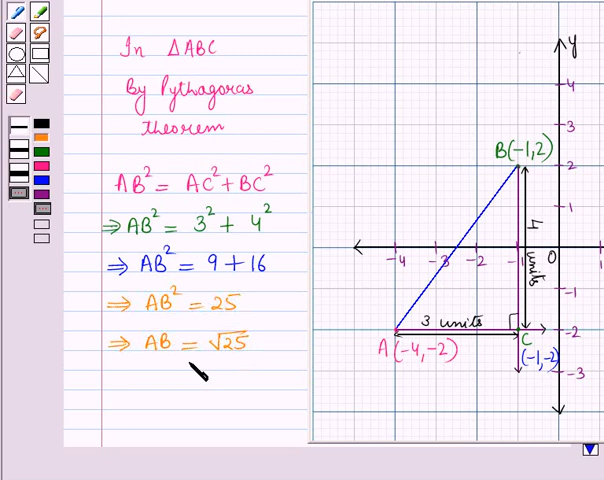 In △ABC
By Pythagoras
theorem
AB² = AC² + BC²
⇒ AB² = 3² + 4²
⇒ AB² = 9 + 16
⇒ AB² = 25
⇒ AB = √25
y
4
3
B(-1,2)
2
1
4 units
-4 -3 -2 -1 0 1
-1
3 units
-2
A(-4,-2)
C
(-1,-2)
-3